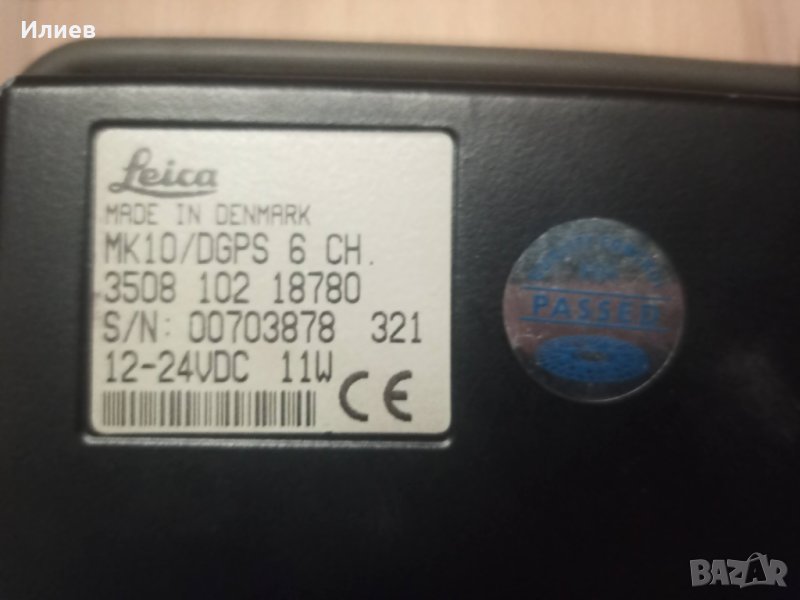 Илиев
Leica
MADE IN DENMARK
MK10/DGPS 6 CH.
3508 102 18780
S/N: 00703878 321
12-24VDC 11W
CE
PASSED
BAZAR